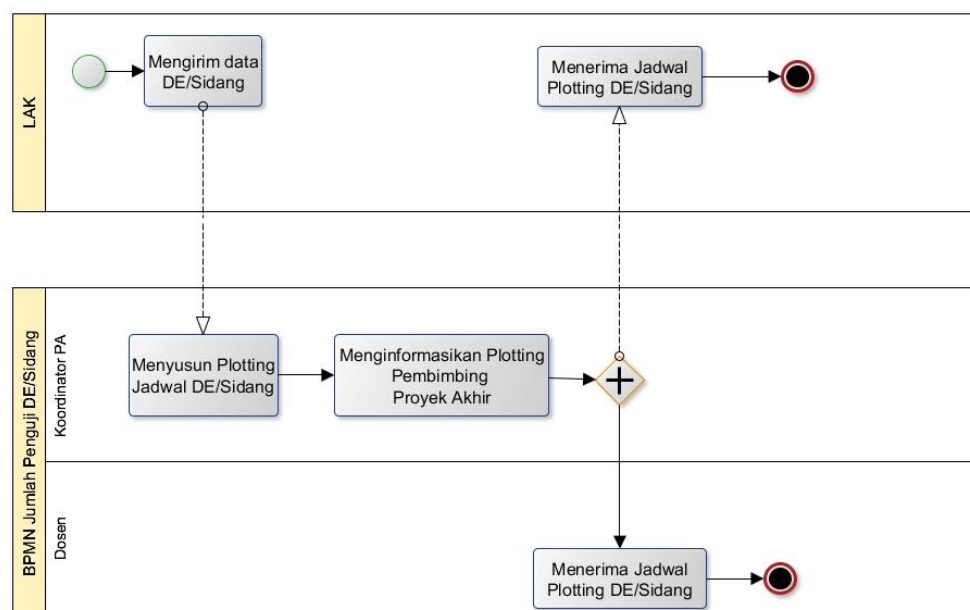 LAK
Mengirim data
DE/Sidang
Menerima Jadwal
Plotting DE/Sidang
BPMN Jumlah Penguji DE/Sidang
Koordinator PA
Menyusun Plotting
Jadwal DE/Sidang
Menginformasikan Plotting
Pembimbing
Proyek Akhir
Dosen
Menerima Jadwal
Plotting DE/Sidang